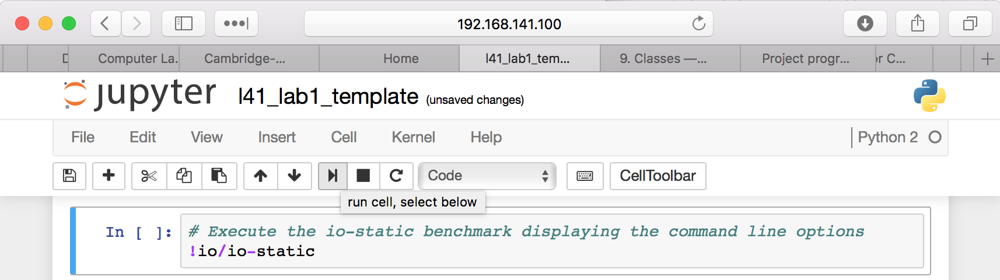 192.168.141.100
Computer La. Cambridge-... Home l41_lab1_tem... 9. Classes —... Project progr... or C...
jupyter l41_lab1_template (unsaved changes)
File Edit View Insert Cell Kernel Help Python 2
Code CellToolbar
run cell, select below
In [ ]: # Execute the io-static benchmark displaying the command line options
!io/io-static